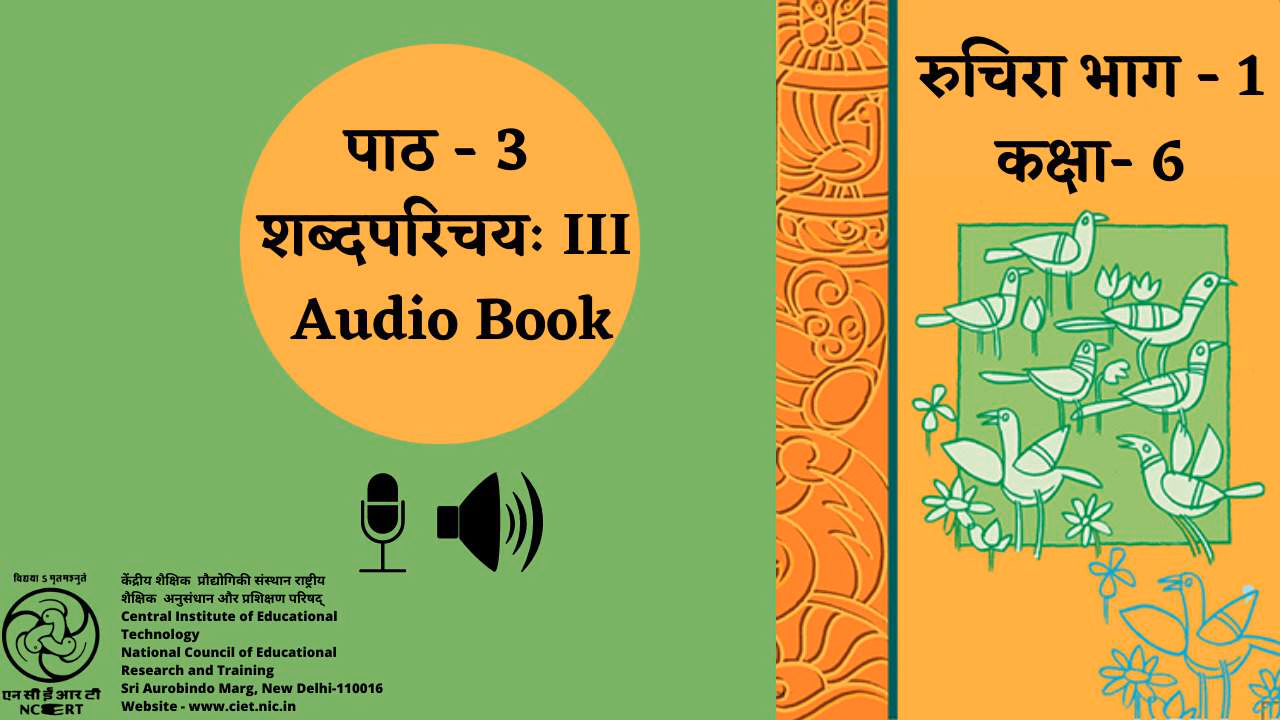 पाठ - 3
शब्दपरिचयः III
Audio Book
रुचिरा भाग - 1
कक्षा- 6
विद्यया ऽ मृतमश्नुते
एन सी ई आर टी
NCERT
केंद्रीय शैक्षिक प्रौद्योगिकी संस्थान राष्ट्रीय
शैक्षिक अनुसंधान और प्रशिक्षण परिषद्
Central Institute of Educational
Technology
National Council of Educational
Research and Training
Sri Aurobindo Marg, New Delhi-110016
Website - www.ciet.nic.in